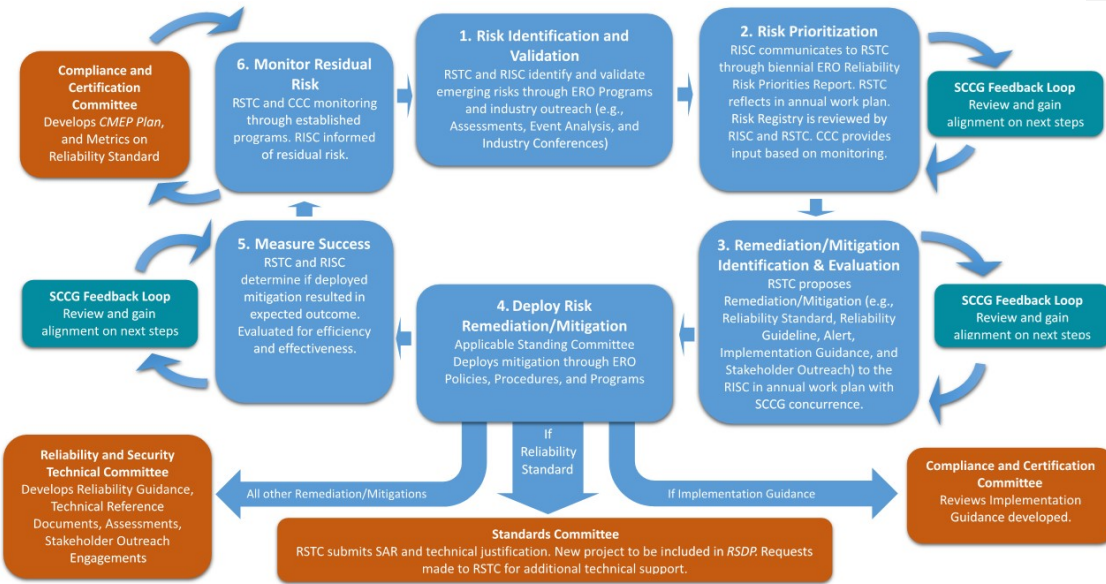 Compliance and
Certification
Committee
Develops CMEP Plan,
and Metrics on
Reliability Standard
6. Monitor Residual
Risk
RSTC and CCC monitoring
through established
programs. RISC informed
of residual risk.
1. Risk Identification and
Validation
RSTC and RISC identify and validate
emerging risks through ERO Programs
and industry outreach (e.g.,
Assessments, Event Analysis, and
Industry Conferences)
2. Risk Prioritization
RISC communicates to RSTC
through biennial ERO Reliability
Risk Priorities Report. RSTC
reflects in annual work plan.
Risk Registry is reviewed by
RISC and RSTC. CCC provides
input based on monitoring.
SCCG Feedback Loop
Review and gain
alignment on next steps
SCCG Feedback Loop
Review and gain
alignment on next steps
5. Measure Success
RSTC and RISC
determine if deployed
mitigation resulted in
expected outcome.
Evaluated for efficiency
and effectiveness.
4. Deploy Risk
Remediation/Mitigation
Applicable Standing Committee
Deploys mitigation through ERO
Policies, Procedures, and Programs
3. Remediation/Mitigation
Identification & Evaluation
RSTC proposes
Remediation/Mitigation (e.g.,
Reliability Standard, Reliability
Guideline, Alert,
Implementation Guidance, and
Stakeholder Outreach) to the
RISC in annual work plan with
SCCG concurrence.
SCCG Feedback Loop
Review and gain
alignment on next steps
Reliability and Security
Technical Committee
Develops Reliability Guidance,
Technical Reference
Documents, Assessments,
Stakeholder Outreach
Engagements
All other Remediation/Mitigations
If
Reliability
Standard
If Implementation Guidance
Compliance and Certification
Committee
Reviews Implementation
Guidance developed.
Standards Committee
RSTC submits SAR and technical justification. New project to be included in RSDP. Requests
made to RSTC for additional technical support.